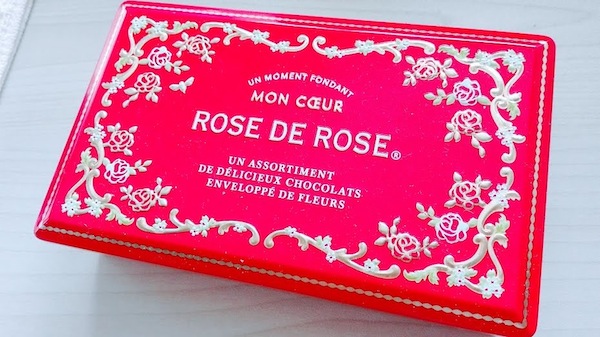 UN MOMENT FONDANT
MON CŒUR
ROSE DE ROSE®
UN ASSORTIMENT
DE DÉLICIEUX CHOCOLATS
ENVELOPPÉ DE FLEURS